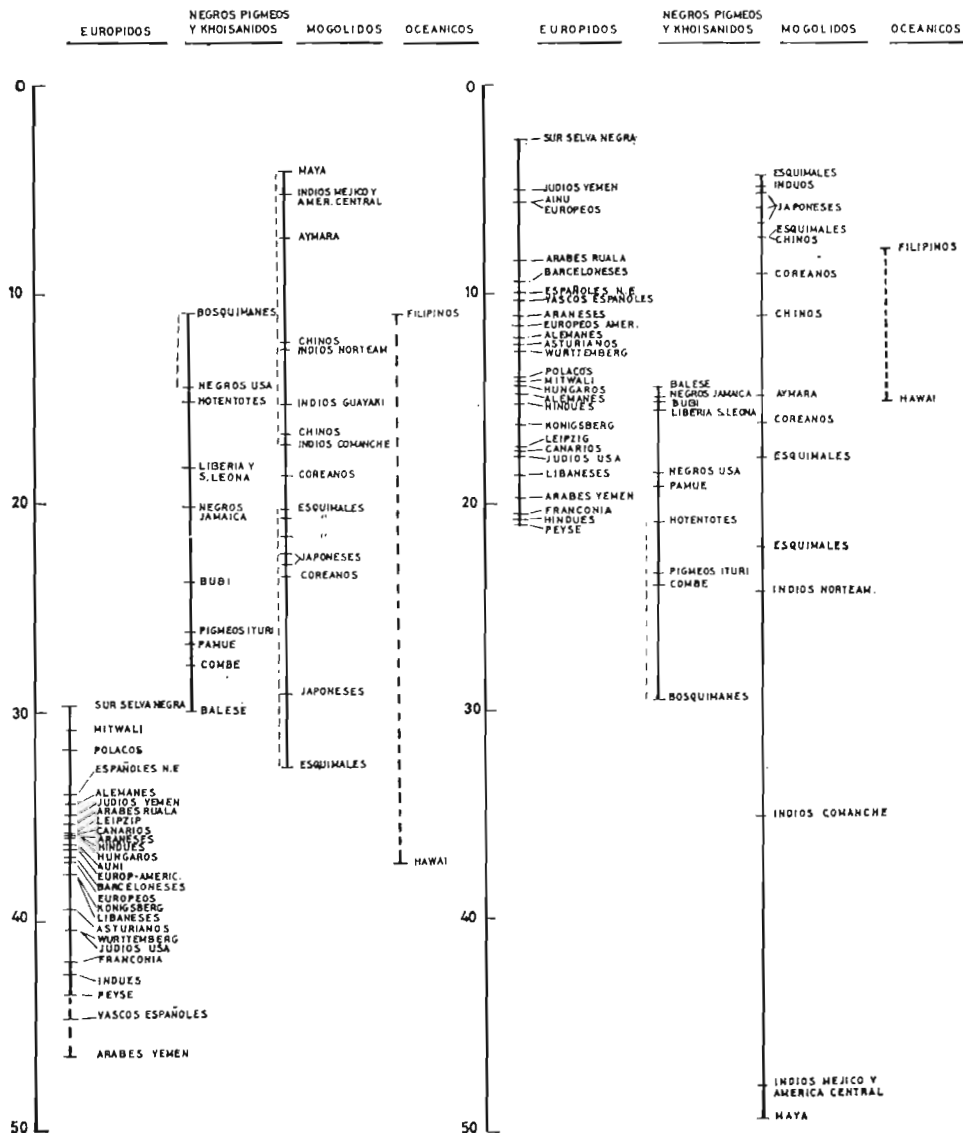 EUROPIDOS
NEGROS PIGMEOS
Y KHOISANIDOS
MOGOLIDOS
OCEANICOS
0
10
20
30
40
50
SUR SELVA NEGRA
MITWALI
POLACOS
ESPAÑOLES N.E
ALEMANES
JUDIOS YEMEN
ARABES RUALA
LEIPZIP
CANARIOS
ARANESES
HINDUES
HUNGAROS
AUNI
EUROP-AMERIC.
BARCELONESES
EUROPEOS
KONIGSBERG
LIBANESES
ASTURIANOS
WURTTEMBERG
JUDIOS USA
FRANCONIA
INDUES
PEYSE
VASCOS ESPAÑOLES
ARABES YEMEN
BOSQUIMANES
NEGROS USA
HOTENTOTES
LIBERIA Y
S. LEONA
NEGROS
JAMAICA
BUBI
PIGMEOS ITURI
PAMUE
COMBE
BALESE
MAYA
INDIOS MEJICO Y
AMER. CENTRAL
AYMARA
CHINOS
INDIOS NORTEAM
INDIOS GUAYAKI
CHINOS
INDIOS COMANCHE
COREANOS
ESQUIMALES
"
"
JAPONESES
COREANOS
JAPONESES
ESQUIMALES
FILIPINOS
HAWAI
EUROPIDOS
NEGROS PIGMEOS
Y KHOISANIDOS
MOGOLIDOS
OCEANICOS
0
10
20
30
40
50
SUR SELVA NEGRA
JUDIOS YEMEN
AINU
EUROPEOS
ARABES RUALA
BARCELONESES
ESPAÑOLES N.E
VASCOS ESPAÑOLES
ARANESES
EUROPEOS AMER.
ALEMANES
ASTURIANOS
WURTTEMBERG
POLACOS
MITWALI
HUNGAROS
ALEMANES
HINDUES
KONIGSBERG
LEIPZIG
CANARIOS
JUDIOS USA
LIBANESES
ARABES YEMEN
FRANCONIA
HINDUES
PEYSE
BALESE
NEGROS JAMAICA
BUBI
LIBERIA S. LEONA
NEGROS USA
PAMUE
HOTENTOTES
PIGMEOS ITURI
COMBE
BOSQUIMANES
ESQUIMALES
INDUOS
JAPONESES
ESQUIMALES
CHINOS
COREANOS
CHINOS
AYMARA
COREANOS
ESQUIMALES
ESQUIMALES
INDIOS NORTEAM.
INDIOS COMANCHE
INDIOS MEJICO Y
AMERICA CENTRAL
MAYA
FILIPINOS
HAWAI